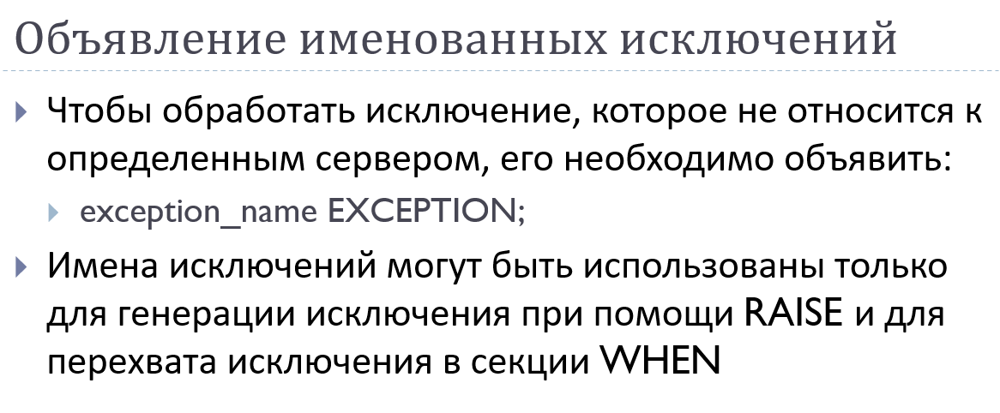 Объявление именованных исключений
Чтобы обработать исключение, которое не относится к
определенным сервером, его необходимо объявить:
exception_name EXCEPTION;
Имена исключений могут быть использованы только
для генерации исключения при помощи RAISE и для
перехвата исключения в секции WHEN